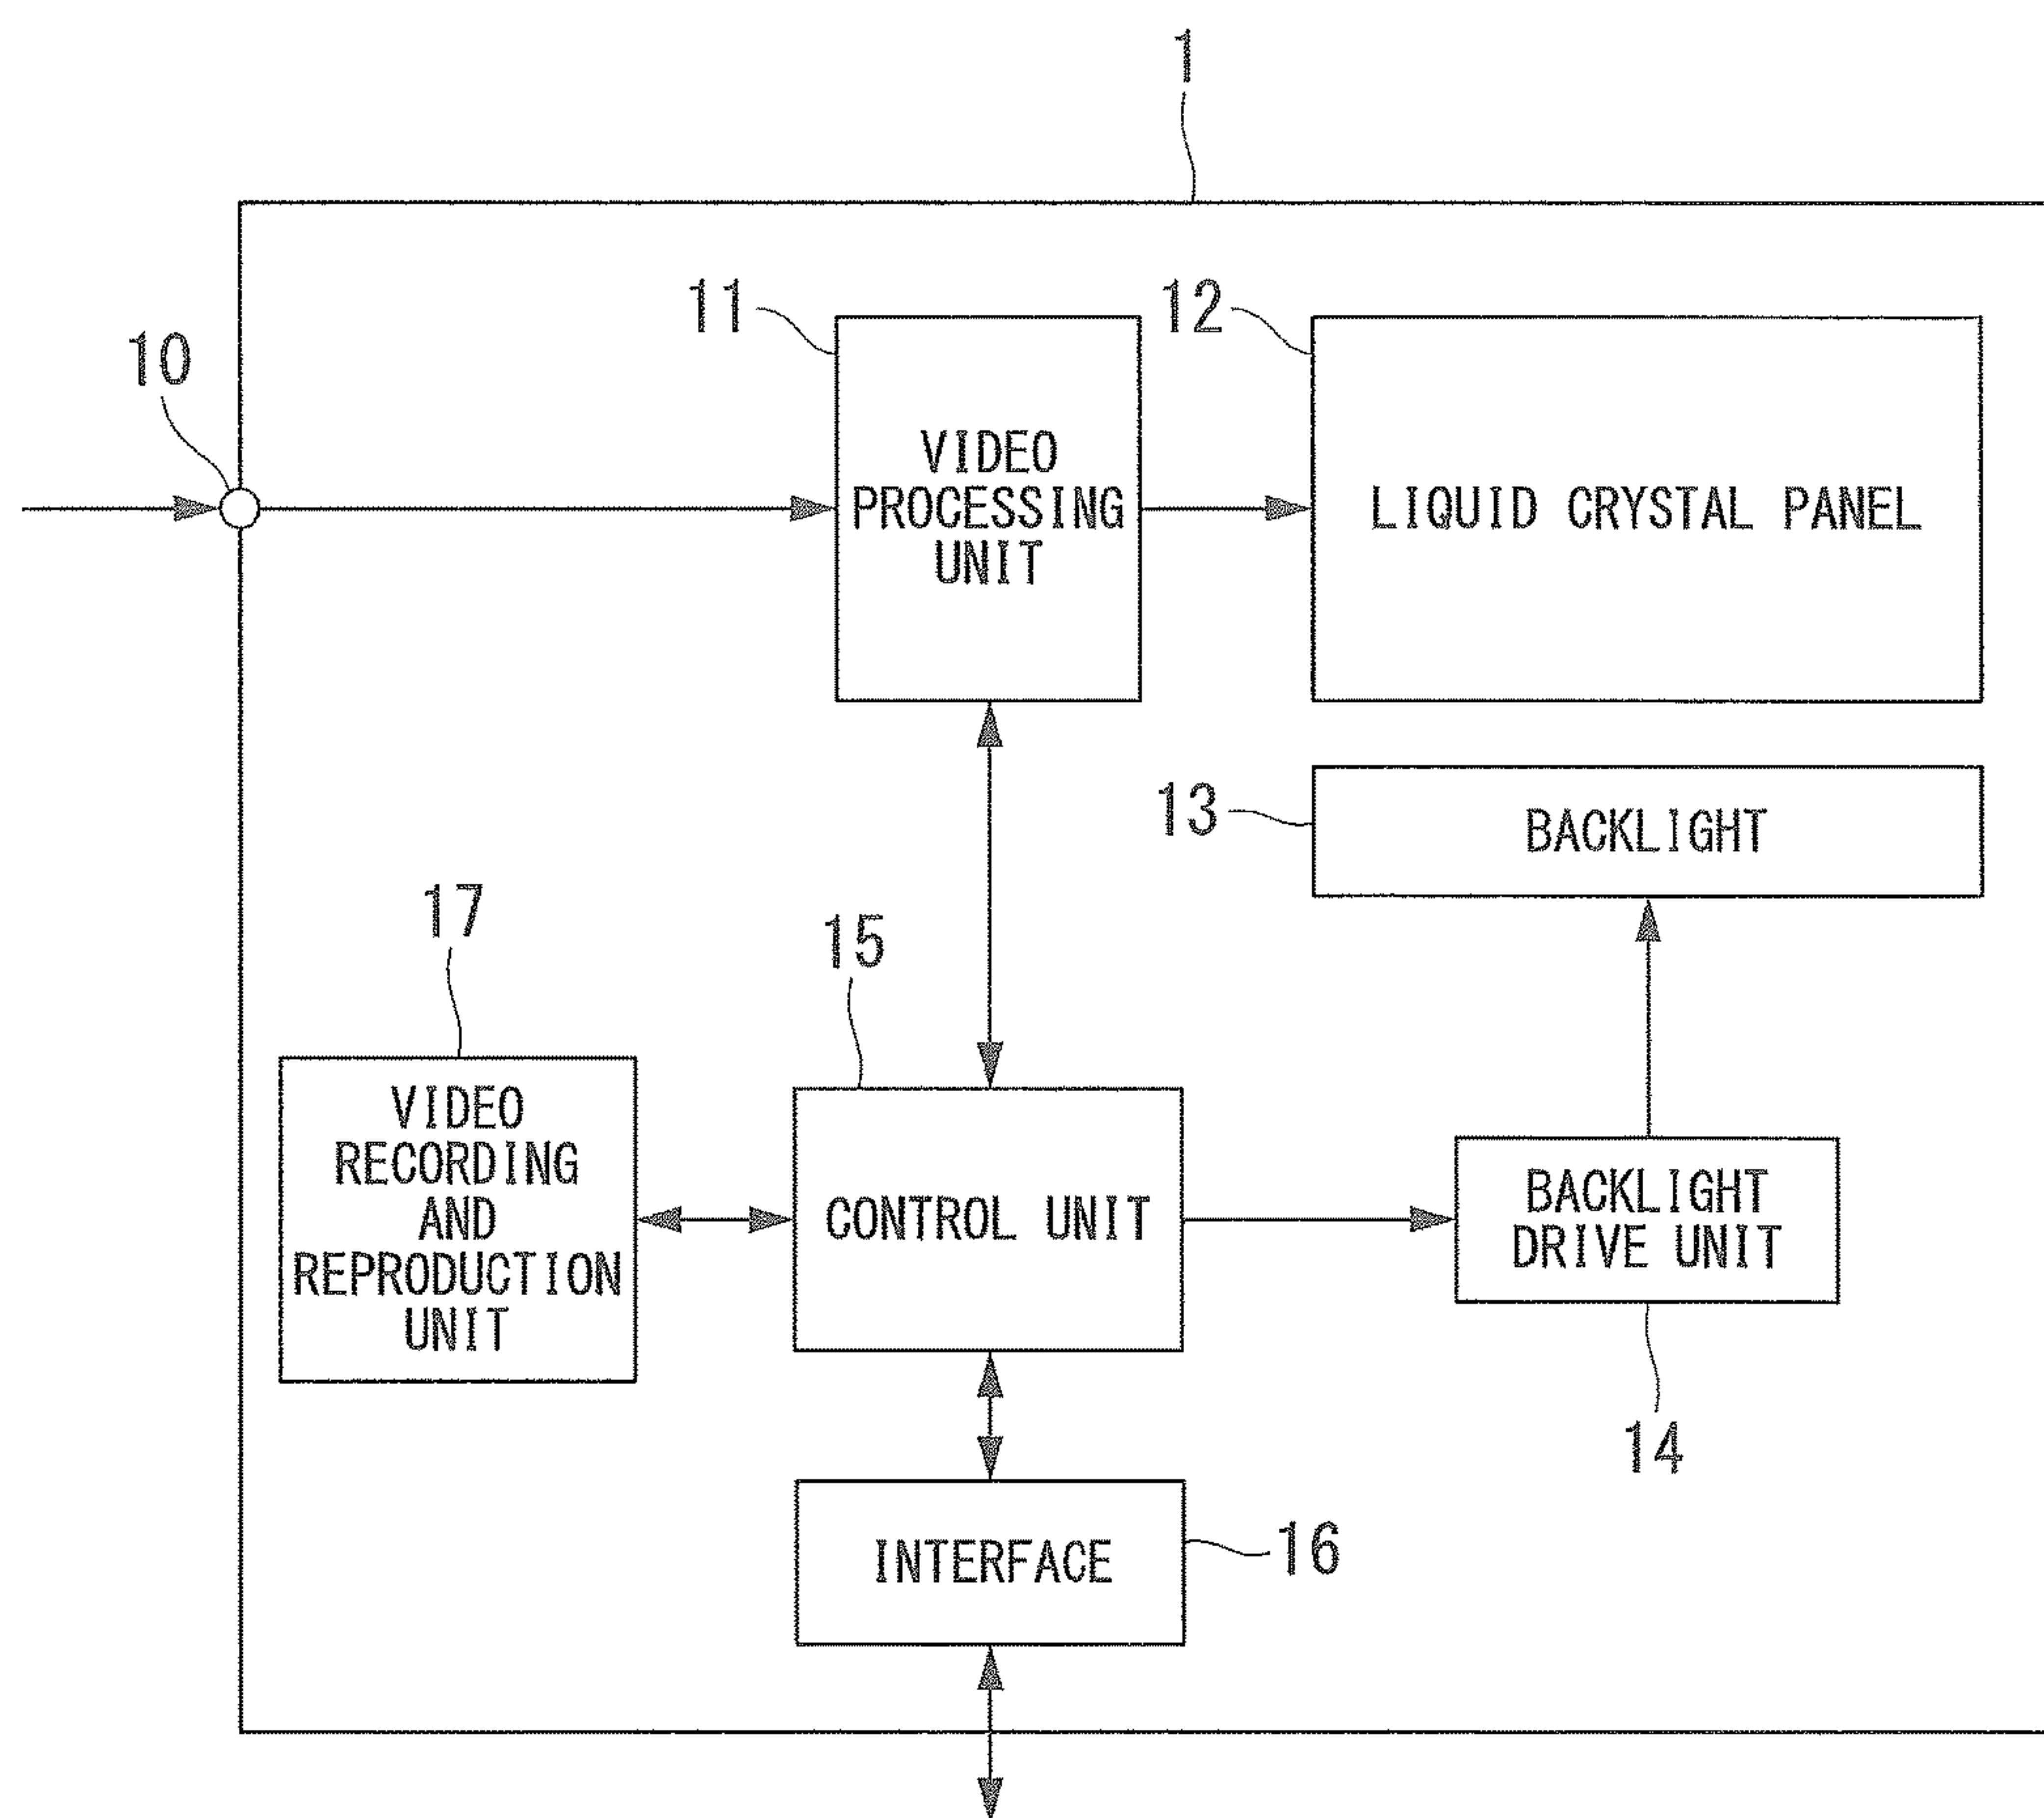 1
11
12
10
VIDEO
PROCESSING
UNIT
LIQUID CRYSTAL PANEL
13
BACKLIGHT
17
15
VIDEO
RECORDING
AND
REPRODUCTION
UNIT
CONTROL UNIT
BACKLIGHT
DRIVE UNIT
14
INTERFACE
16